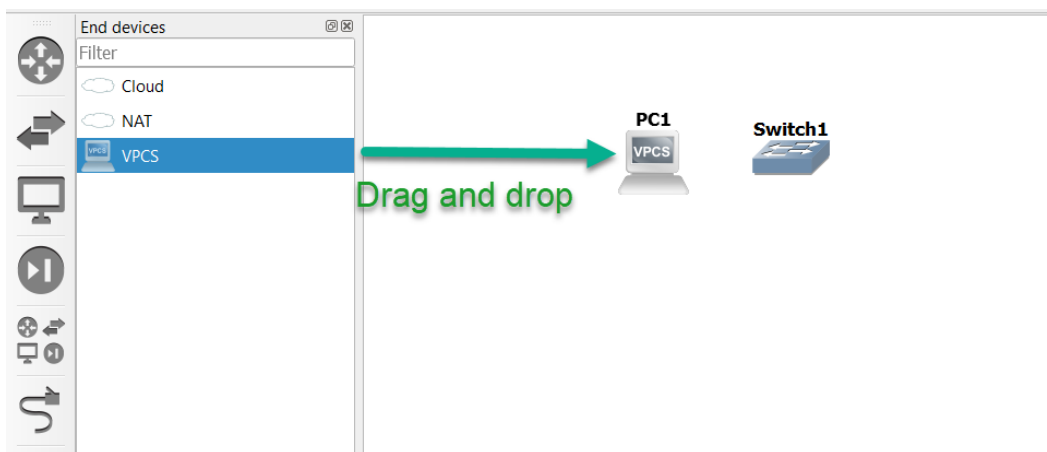 End devices
Filter
Cloud
NAT
VPCS
VPCS
Drag and drop
PC1
VPCS
Switch1